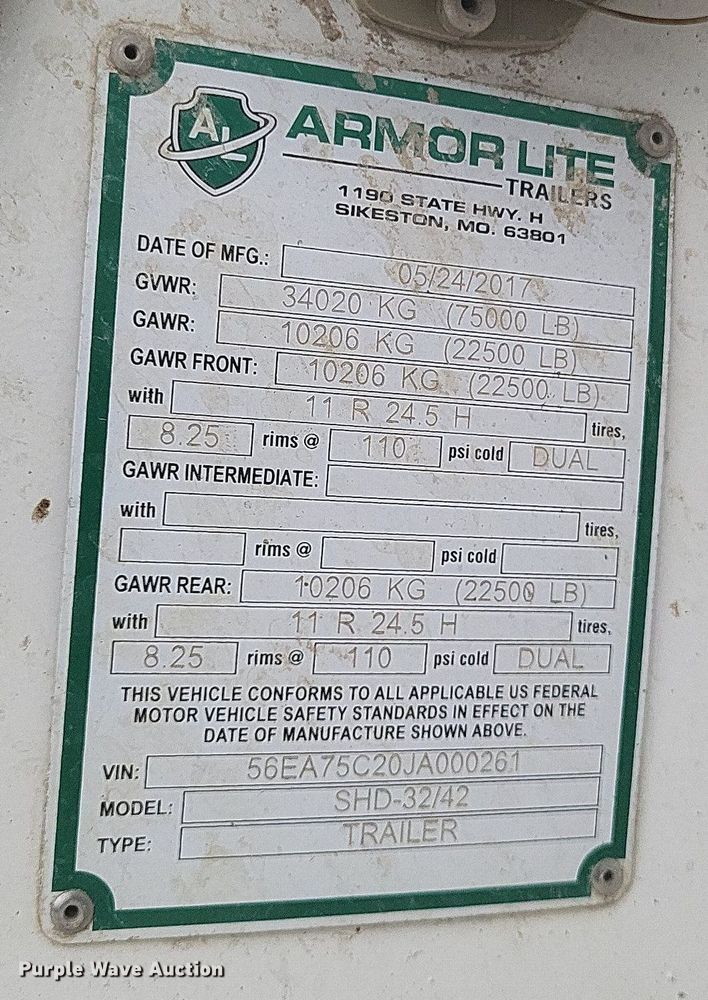 AL
ARMOR LITE
TRAILERS
1190 STATE HWY. H
SIKESTON, MO. 63801
DATE OF MFG.: 05/24/2017
GVWR: 34020 KG (75000 LB)
GAWR: 10206 KG (22500 LB)
GAWR FRONT: 10206 KG (22500 LB)
with 11 R 24.5 H tires,
8.25 rims @ 110 psi cold DUAL
GAWR INTERMEDIATE:
with tires,
rims @ psi cold
GAWR REAR: 10206 KG (22500 LB)
with 11 R 24.5 H tires,
8.25 rims @ 110 psi cold DUAL
THIS VEHICLE CONFORMS TO ALL APPLICABLE US FEDERAL
MOTOR VEHICLE SAFETY STANDARDS IN EFFECT ON THE
DATE OF MANUFACTURE SHOWN ABOVE.
VIN: 56EA75C20JA000261
MODEL: SHD-32/42
TYPE: TRAILER
Purple Wave Auction